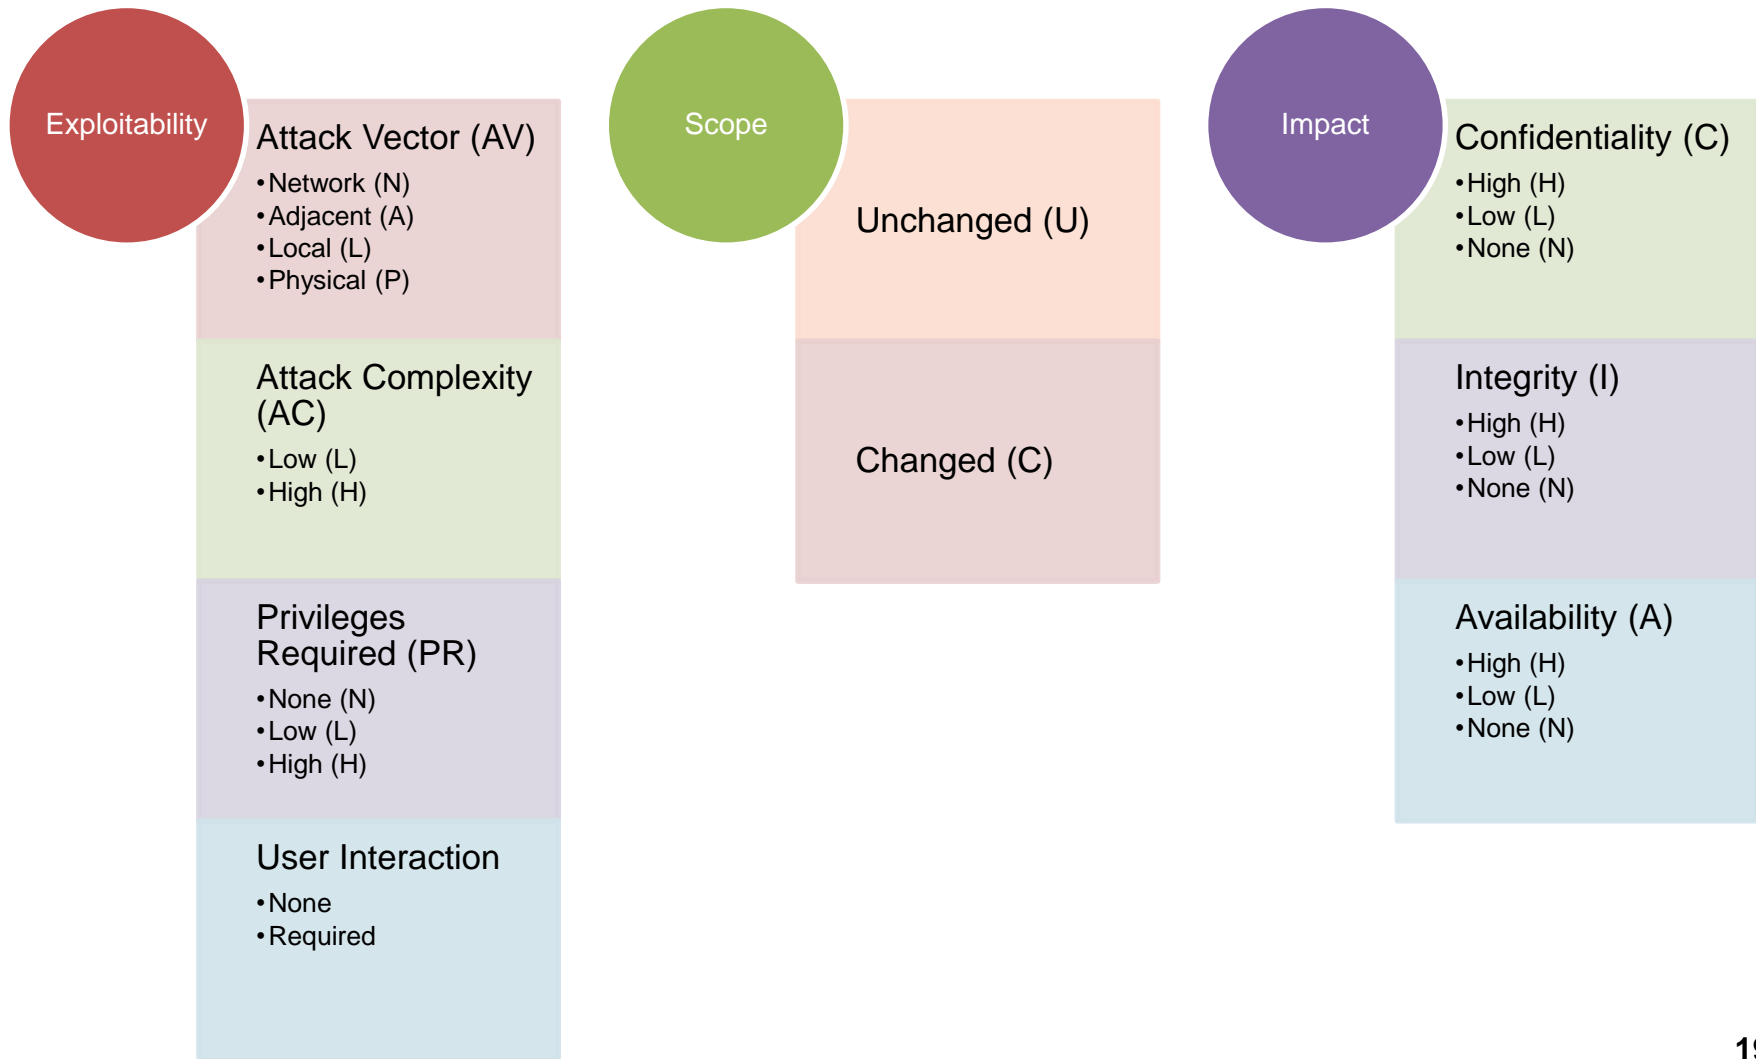 Exploitability
Attack Vector (AV)
•Network (N)
•Adjacent (A)
•Local (L)
•Physical (P)
Attack Complexity
(AC)
•Low (L)
•High (H)
Privileges
Required (PR)
•None (N)
•Low (L)
•High (H)
User Interaction
•None
•Required
Scope
Unchanged (U)
Changed (C)
Impact
Confidentiality (C)
•High (H)
•Low (L)
•None (N)
Integrity (I)
•High (H)
•Low (L)
•None (N)
Availability (A)
•High (H)
•Low (L)
•None (N)
19